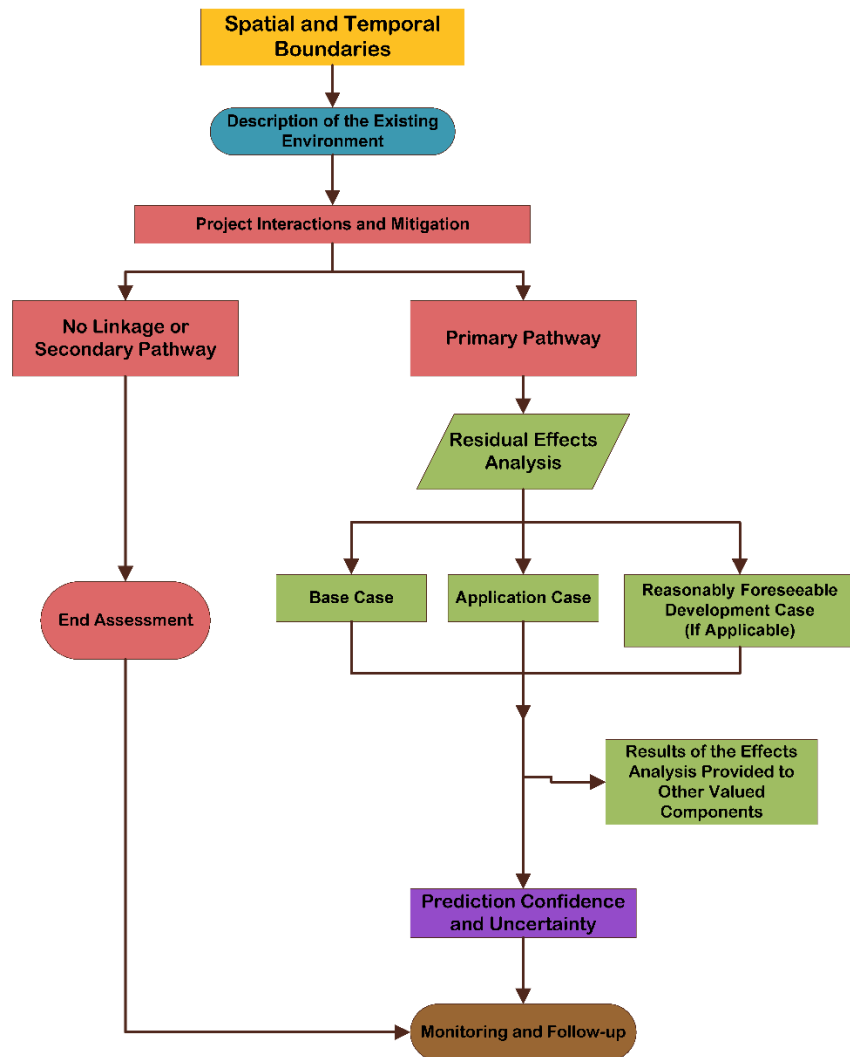 Spatial and Temporal
Boundaries
Description of the Existing
Environment
Project Interactions and Mitigation
No Linkage or
Secondary Pathway
Primary Pathway
Residual Effects
Analysis
Base Case
Application Case
Reasonably Foreseeable
Development Case
(If Applicable)
End Assessment
Results of the Effects
Analysis Provided to
Other Valued
Components
Prediction Confidence
and Uncertainty
Monitoring and Follow-up